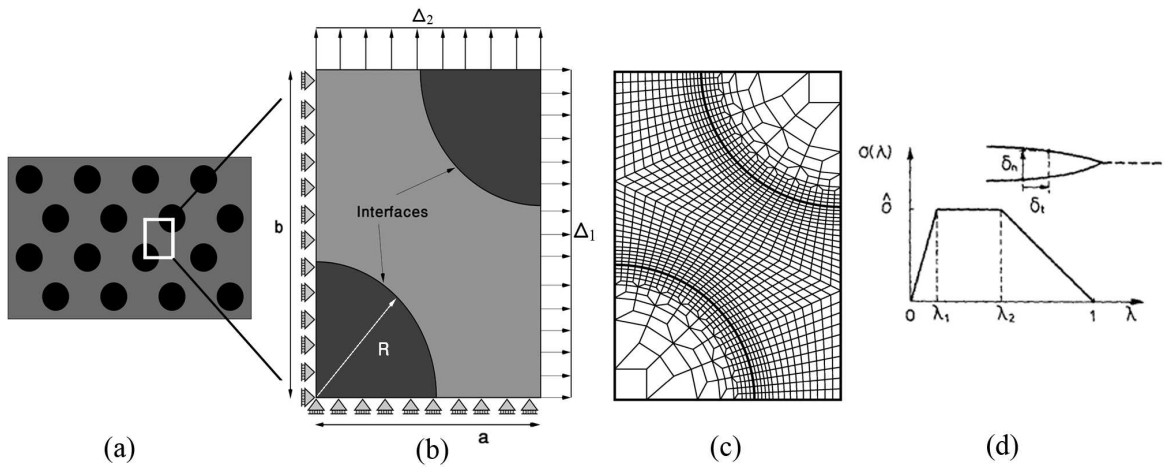 Δ₂
b
Interfaces
R
Δ₁
a
σ(λ)
σ̂
δₙ
δₜ
0 λ₁ λ₂ 1 λ
(a) (b) (c) (d)